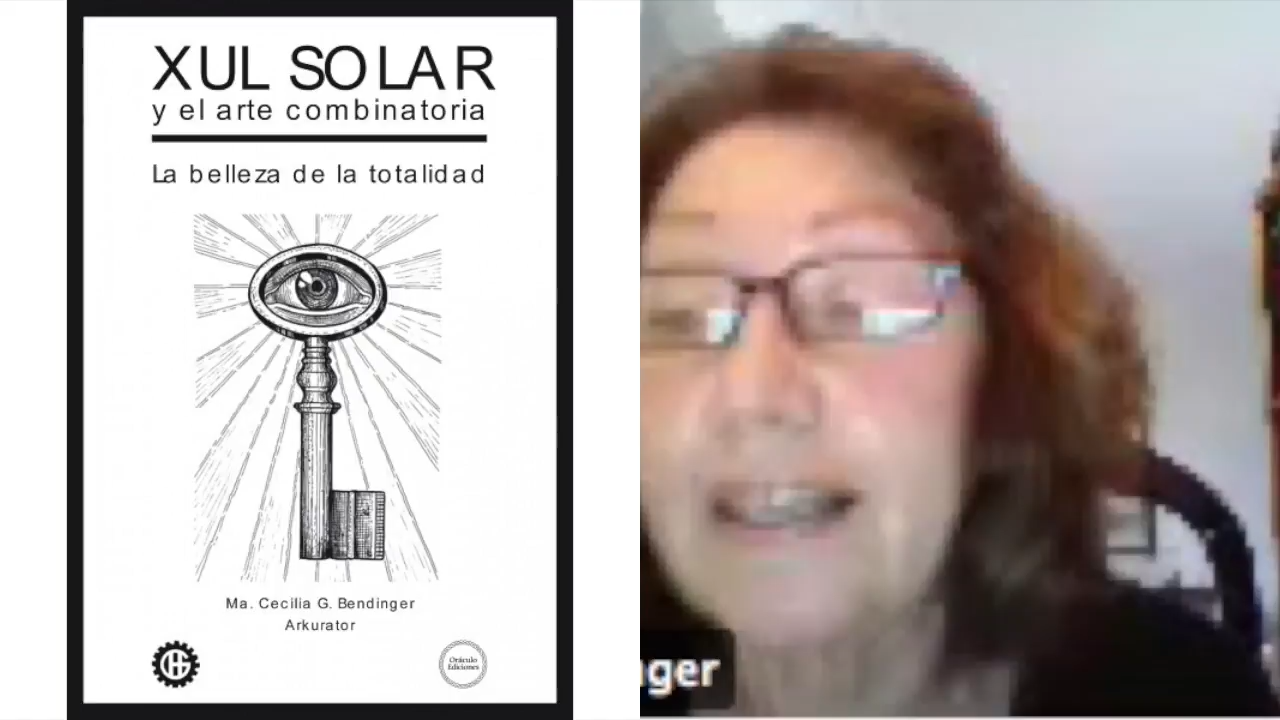 XUL SOLAR
y el arte combinatoria
La belleza de la totalidad
Ma. Cecilia G. Bendinger
Arkurator
Oráculo
Ediciones
nger